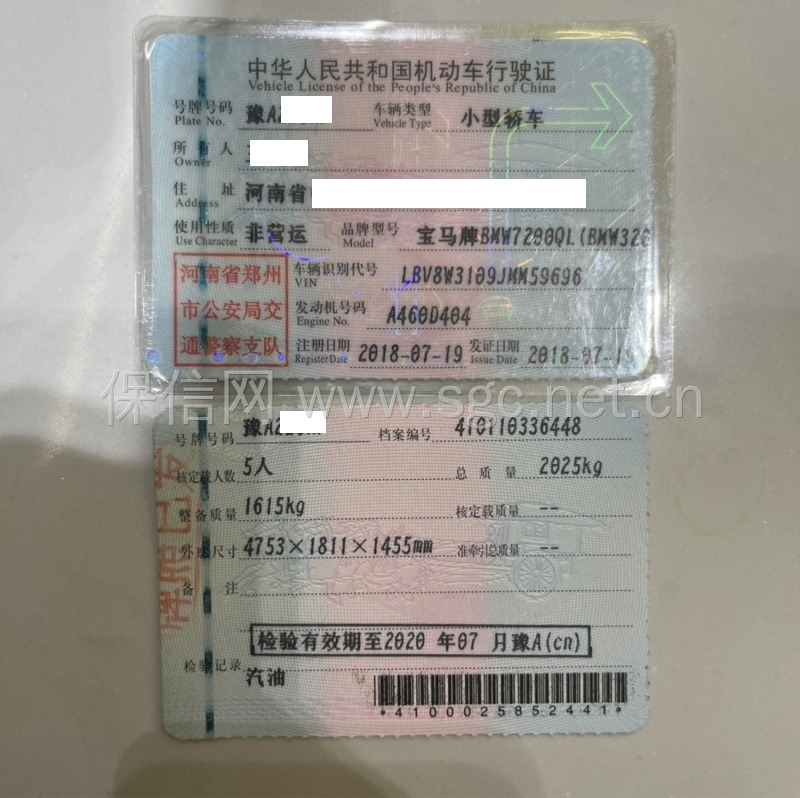 中华人民共和国机动车行驶证
Vehicle License of the People's Republic of China
号牌号码 豫A2 车辆类型 小型轿车
Plate No. Vehicle Type
所有人
Owner
住址 河南省
Address
使用性质 非营运 品牌型号 宝马牌BMW7200QL(BMW320
Use Character Model
河南省郑州
市公安局交
通警察支队
车辆识别代号 LBV8W3109JMM59696
VIN
发动机号码 A460D404
Engine No.
注册日期 2018-07-19 发证日期 2018-07-19
Register Date Issue Date
保信网 www.sgc.net.cn
号牌号码 豫A2 档案编号 410110336448
核定载人数 5人 总质量 2025kg
整备质量 1615kg 核定载质量 --
外廓尺寸 4753×1811×1455mm 准牵引总质量 --
备注
检验有效期至2020 年07 月豫A(cn)
检验记录
汽油
*4100025852441*